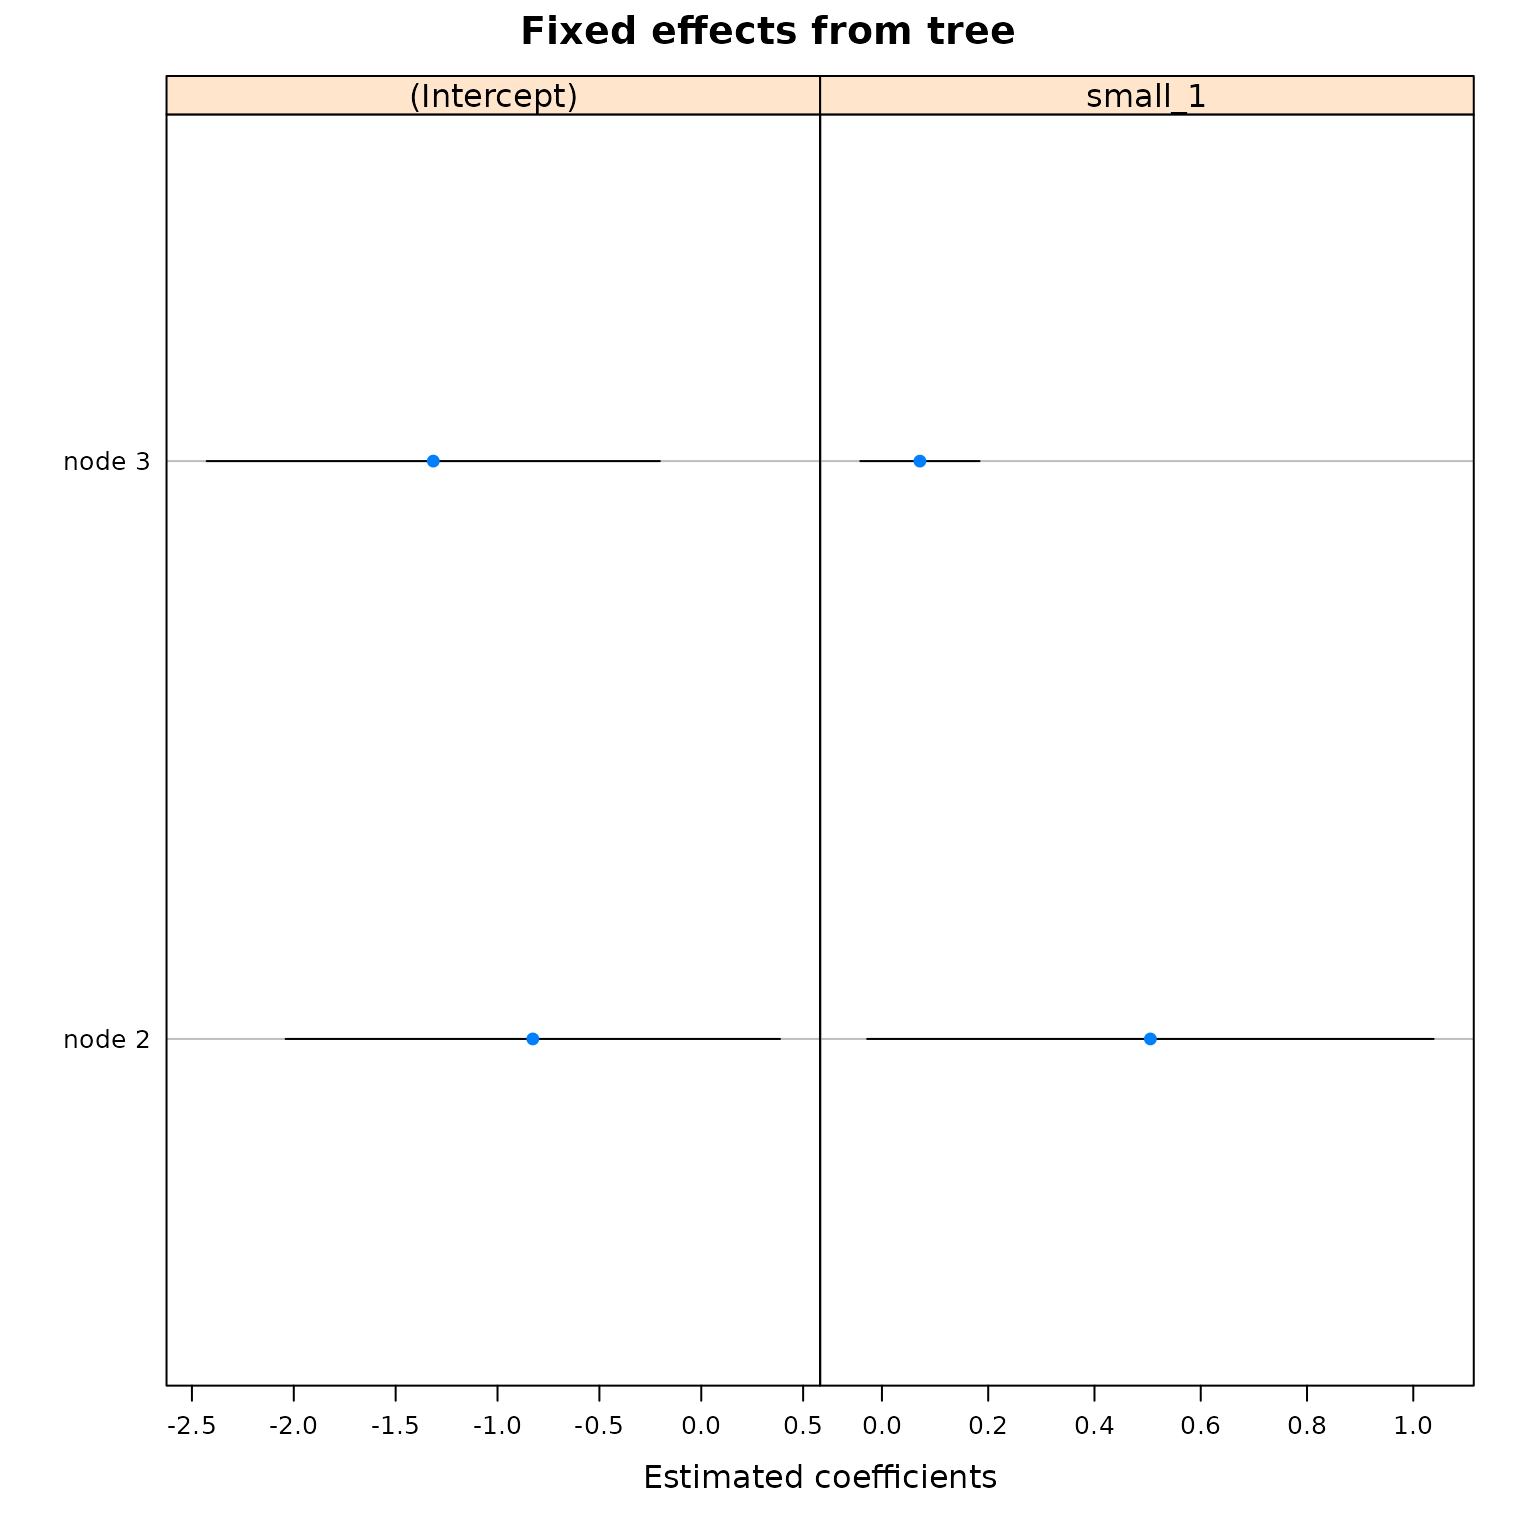 Fixed effects from tree
(Intercept) small_1
node 3
node 2
-2.5 -2.0 -1.5 -1.0 -0.5 0.0 0.5 0.0 0.2 0.4 0.6 0.8 1.0
Estimated coefficients